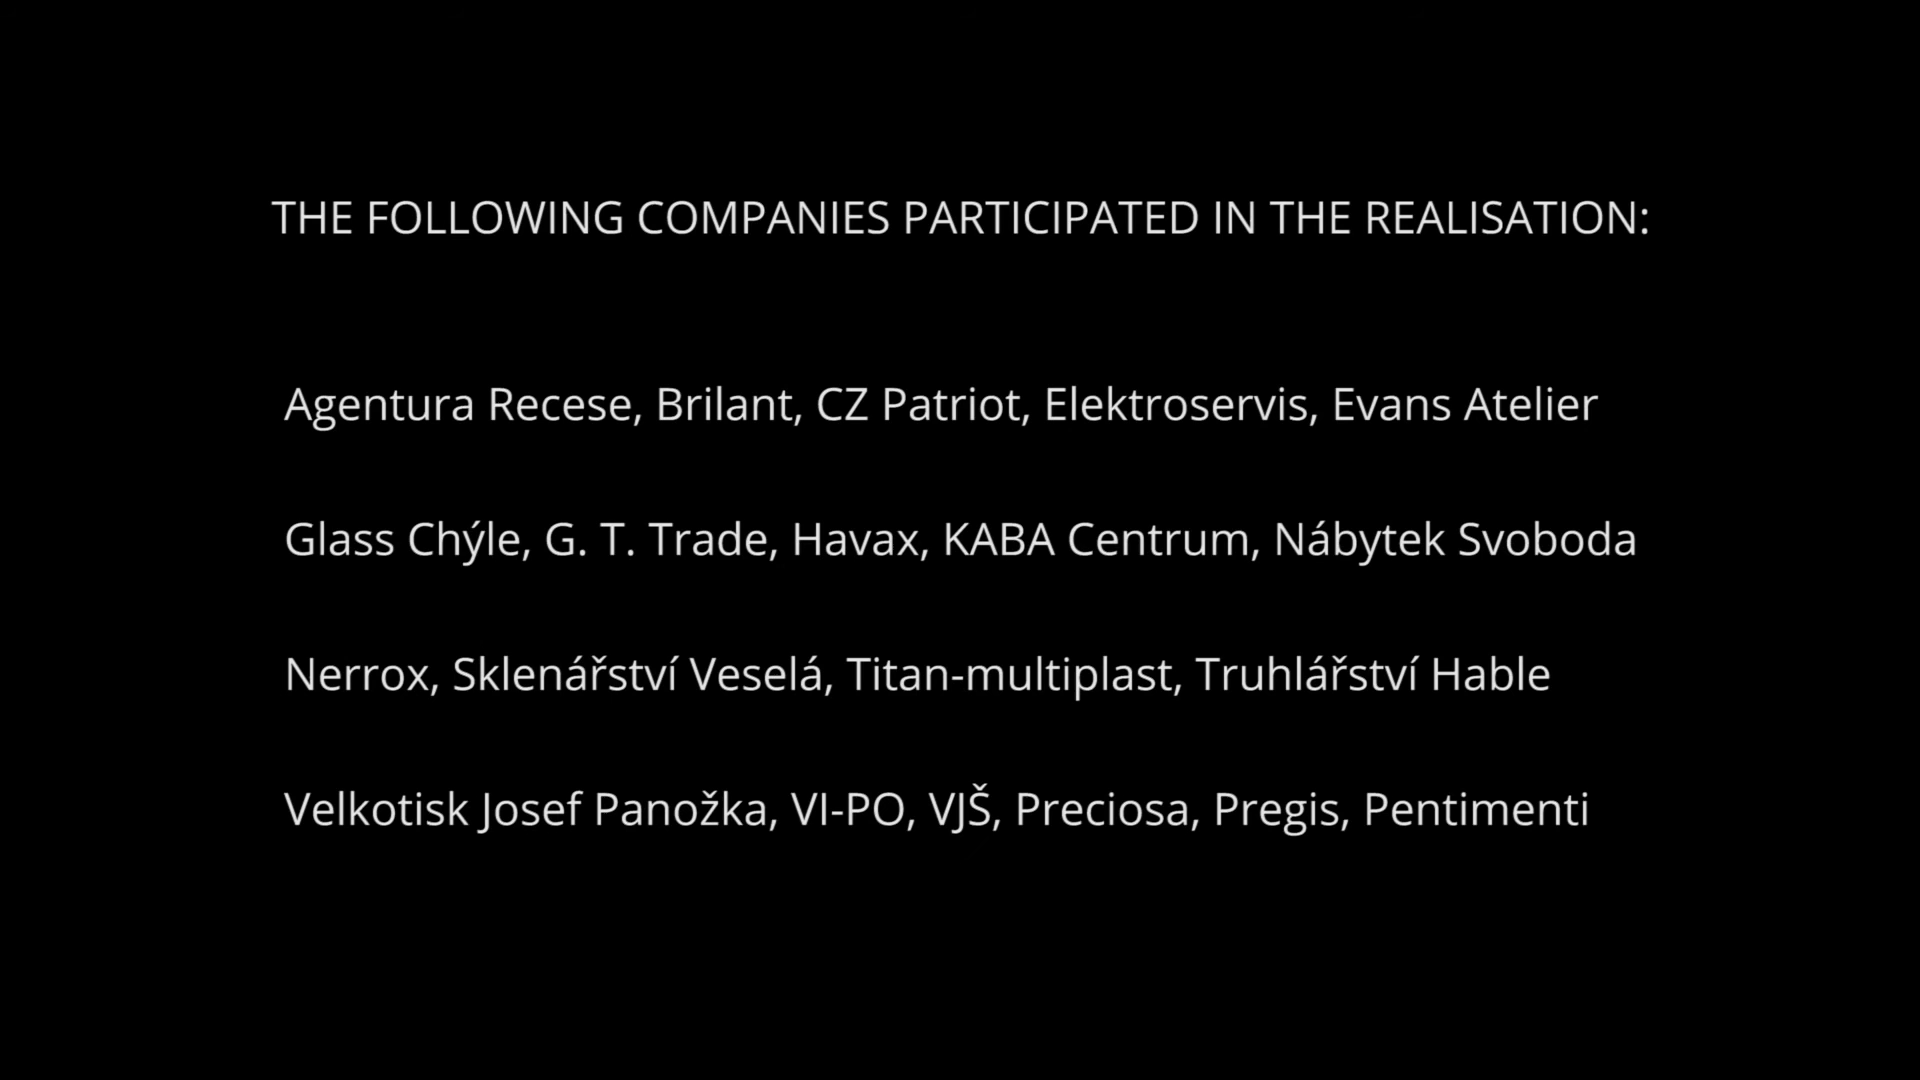 THE FOLLOWING COMPANIES PARTICIPATED IN THE REALISATION:
Agentura Recese, Brilant, CZ Patriot, Elektroservis, Evans Atelier
Glass Chýle, G. T. Trade, Havax, KABA Centrum, Nábytek Svoboda
Nerrox, Sklenářství Veselá, Titan-multiplast, Truhlářství Hable
Velkotisk Josef Panožka, VI-PO, VJŠ, Preciosa, Pregis, Pentimenti